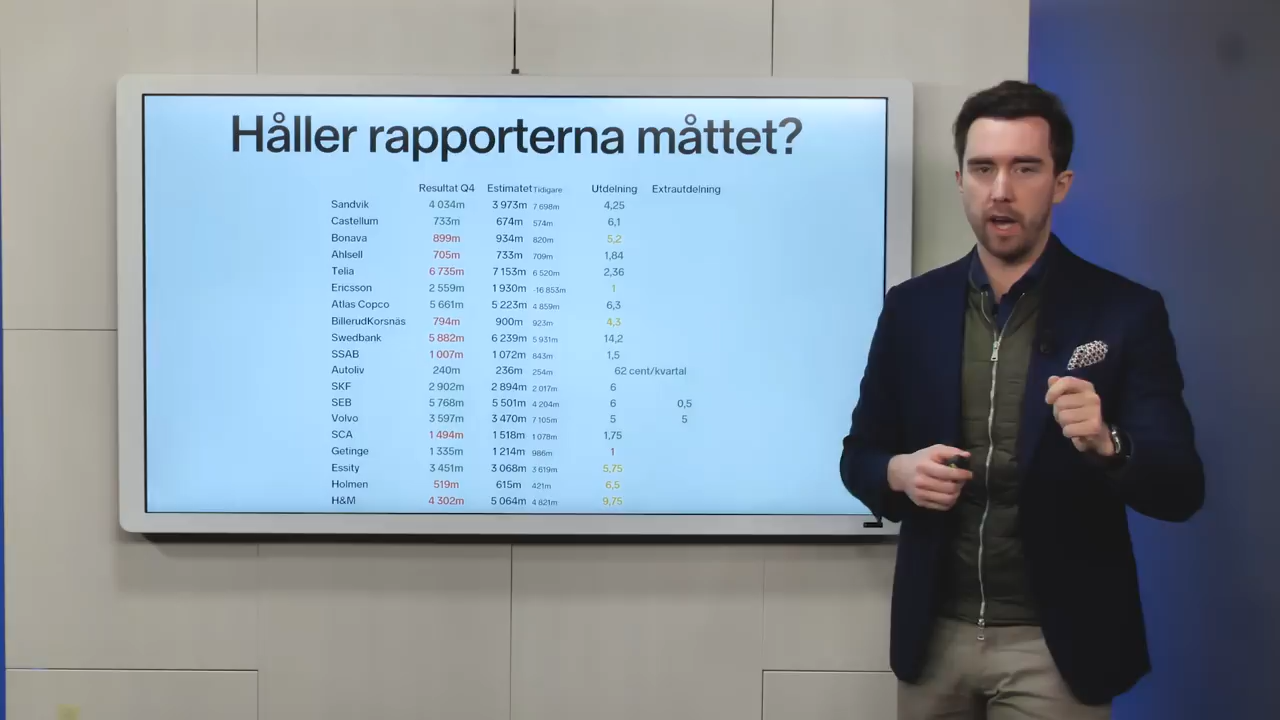 Håller rapporterna måttet?
Resultat Q4 Estimatet Tidigare Utdelning Extrautdelning
Sandvik 4 034m 3 973m 7 698m 4,25
Castellum 733m 674m 574m 6,1
Bonava 899m 934m 820m 5,2
Ahlsell 705m 733m 709m 1,84
Telia 6 735m 7 153m 6 520m 2,36
Ericsson 2 559m 1 930m -16 853m 1
Atlas Copco 5 661m 5 223m 4 859m 6,3
BillerudKorsnäs 794m 900m 923m 4,3
Swedbank 5 882m 6 239m 5 931m 14,2
SSAB 1 007m 1 072m 843m 1,5
Autoliv 240m 236m 254m 62 cent/kvartal
SKF 2 902m 2 894m 2 017m 6
SEB 5 768m 5 501m 4 204m 6 0,5
Volvo 3 597m 3 470m 7 105m 5 5
SCA 1 494m 1 518m 1 078m 1,75
Getinge 1 335m 1 214m 986m 1
Essity 3 451m 3 068m 3 619m 5,75
Holmen 519m 615m 421m 6,5
H&M 4 302m 5 064m 4 821m 9,75